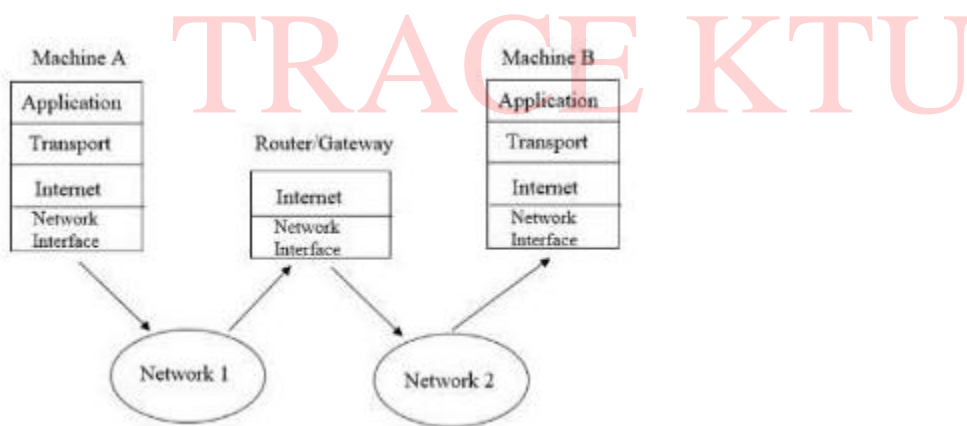 TRACE KTU
Machine A
Machine B
Application
Transport
Internet
Network
Interface
Router/Gateway
Internet
Network
Interface
Application
Transport
Internet
Network
Interface
Network 1
Network 2